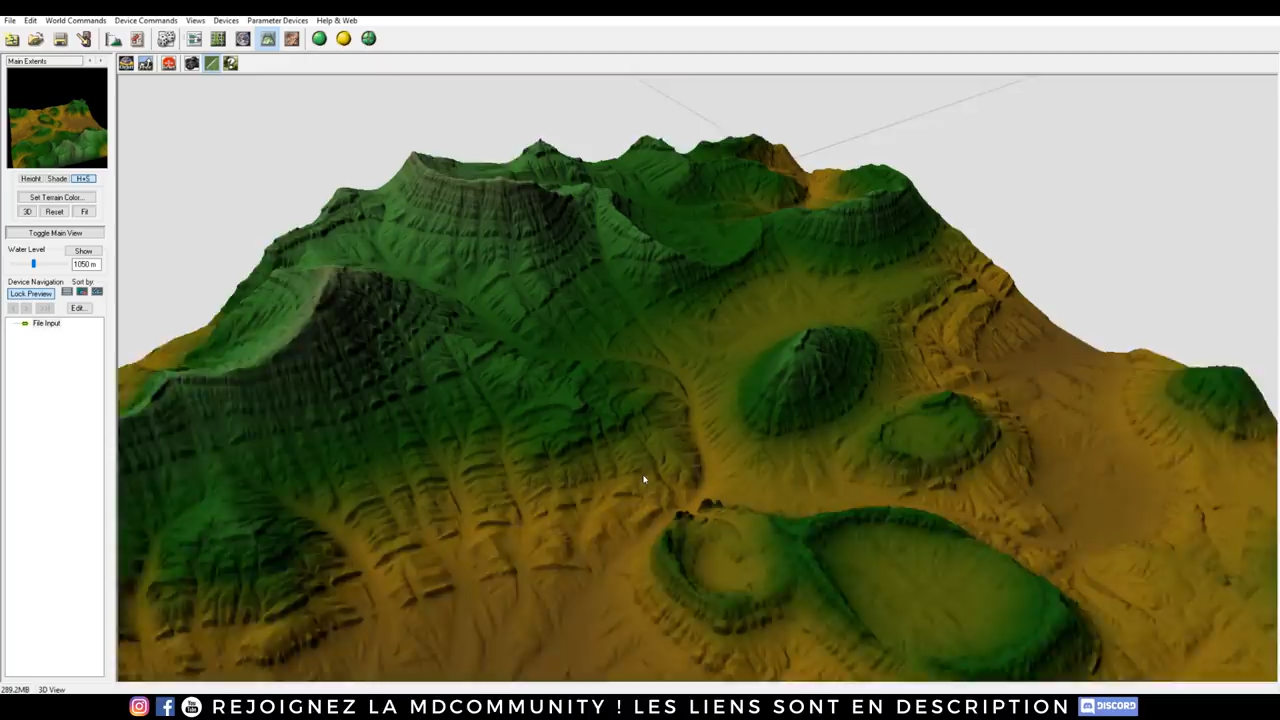 File Edit World Commands Device Commands Views Devices Parameter Devices Help & Web
Main Extents
Height Shade H+S
Set Terrain Color...
3D Reset Fit
Toggle Main View
Water Level Show
1050 m
Device Navigation Sort by:
Lock Preview
Edit...
File Input
289.2MB 3D View
REJOIGNEZ LA MDCOMMUNITY ! LES LIENS SONT EN DESCRIPTION DISCORD